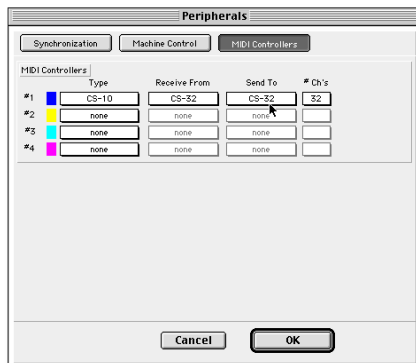 Peripherals
Synchronization Machine Control MIDI Controllers
MIDI Controllers
Type Receive From Send To # Ch's
#1 CS-10 CS-32 CS-32 32
#2 none none none
#3 none none none
#4 none none none
Cancel OK